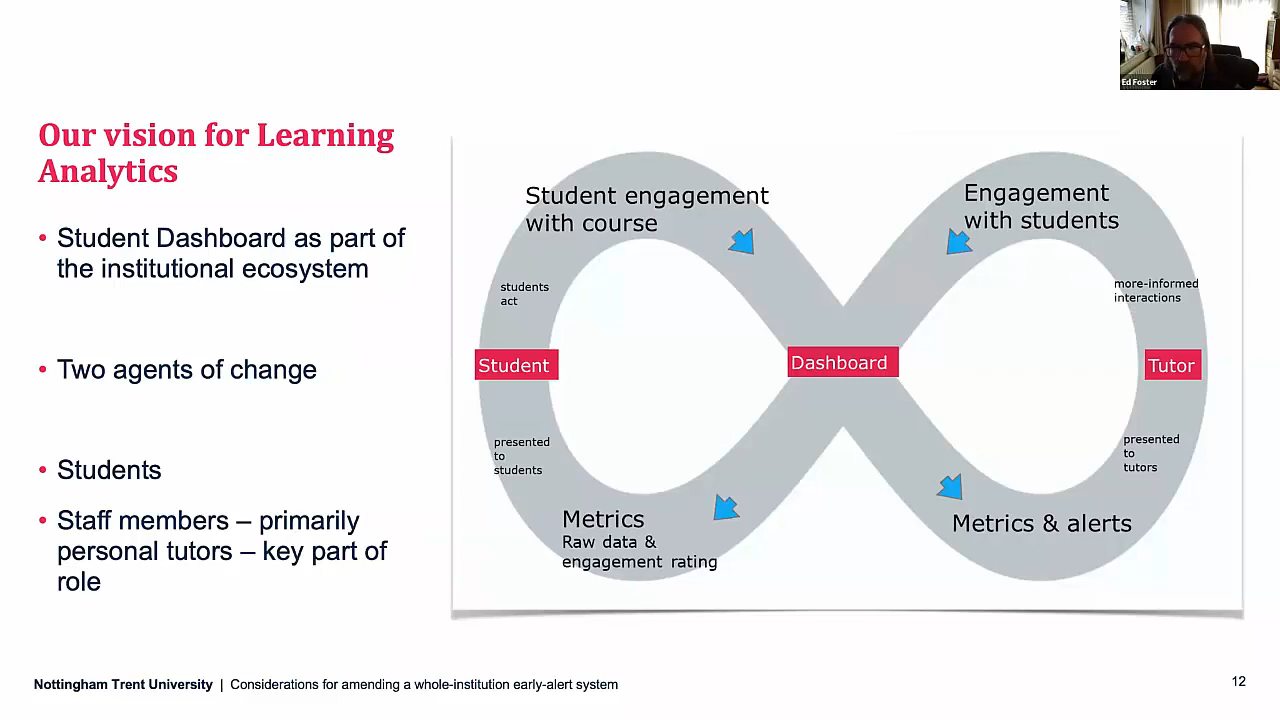 Ed Foster
Our vision for Learning
Analytics
• Student Dashboard as part of
the institutional ecosystem
• Two agents of change
• Students
• Staff members – primarily
personal tutors – key part of
role
Student engagement
with course
Engagement
with students
students
act
more-informed
interactions
Student
Dashboard
Tutor
presented
to
students
presented
to
tutors
Metrics
Raw data &
engagement rating
Metrics & alerts
Nottingham Trent University | Considerations for amending a whole-institution early-alert system
12